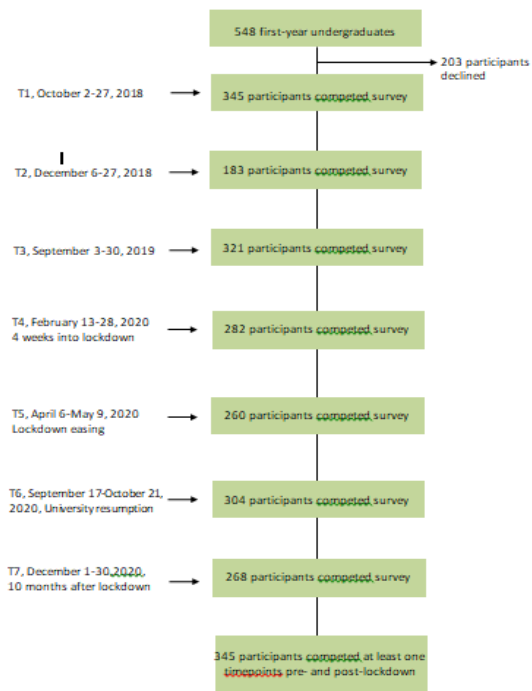 548 first-year undergraduates
203 participants
declined
T1, October 2-27, 2018
345 participants competed survey
T2, December 6-27, 2018
183 participants competed survey
T3, September 3-30, 2019
321 participants competed survey
T4, February 13-28, 2020
4 weeks into lockdown
282 participants competed survey
T5, April 6-May 9, 2020
Lockdown easing
260 participants competed survey
T6, September 17-October 21,
2020, University resumption
304 participants competed survey
T7, December 1-30,2020,
10 months after lockdown
268 participants competed survey
345 participants competed at least one
timepoints pre- and post-lockdown